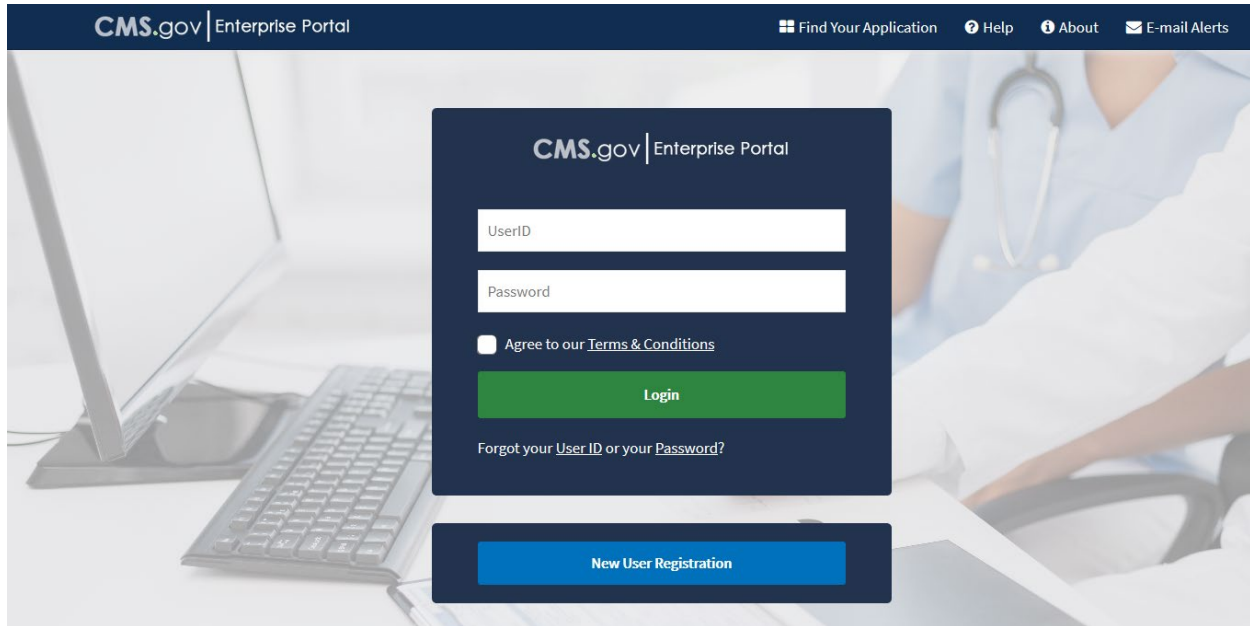 CMS.gov Enterprise Portal Find Your Application Help About E-mail Alerts
CMS.gov Enterprise Portal
UserID
Password
Agree to our Terms & Conditions
Login
Forgot your User ID or your Password?
New User Registration